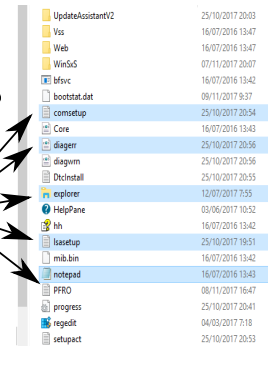 UpdateAssistantV2 25/10/2017 20:03
Vss 16/07/2016 13:47
Web 16/07/2016 13:47
WinSxS 07/11/2017 20:07
bfsvc 16/07/2016 13:42
bootstat.dat 09/11/2017 9:37
comsetup 25/10/2017 20:54
Core 16/07/2016 13:43
diagerr 25/10/2017 20:56
diagwrn 25/10/2017 20:56
DtcInstall 25/10/2017 20:55
explorer 12/07/2017 7:55
HelpPane 03/06/2017 10:52
hh 16/07/2016 13:42
lsasetup 25/10/2017 19:51
mib.bin 16/07/2016 13:42
notepad 16/07/2016 13:43
PFRO 08/11/2017 16:47
progress 25/10/2017 20:41
regedit 04/03/2017 7:18
setupact 25/10/2017 20:53